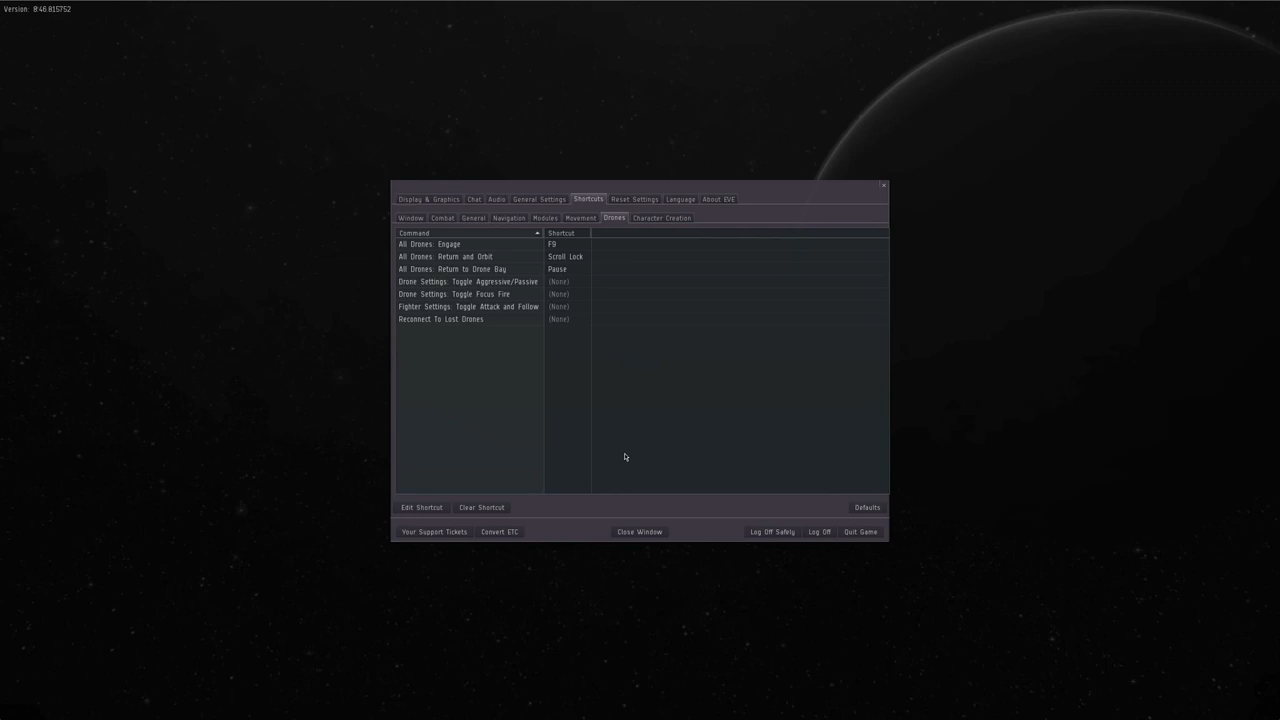 Version: 8.46.815752
Display & Graphics Chat Audio General Settings Shortcuts Reset Settings Language About EVE
Window Combat General Navigation Modules Movement Drones Character Creation
Command Shortcut
All Drones: Engage F9
All Drones: Return and Orbit Scroll Lock
All Drones: Return to Drone Bay Pause
Drone Settings: Toggle Aggressive/Passive (None)
Drone Settings: Toggle Focus Fire (None)
Fighter Settings: Toggle Attack and Follow (None)
Reconnect To Lost Drones (None)
Edit Shortcut Clear Shortcut Defaults
Your Support Tickets Convert ETC Close Window Log Off Safely Log Off Quit Game